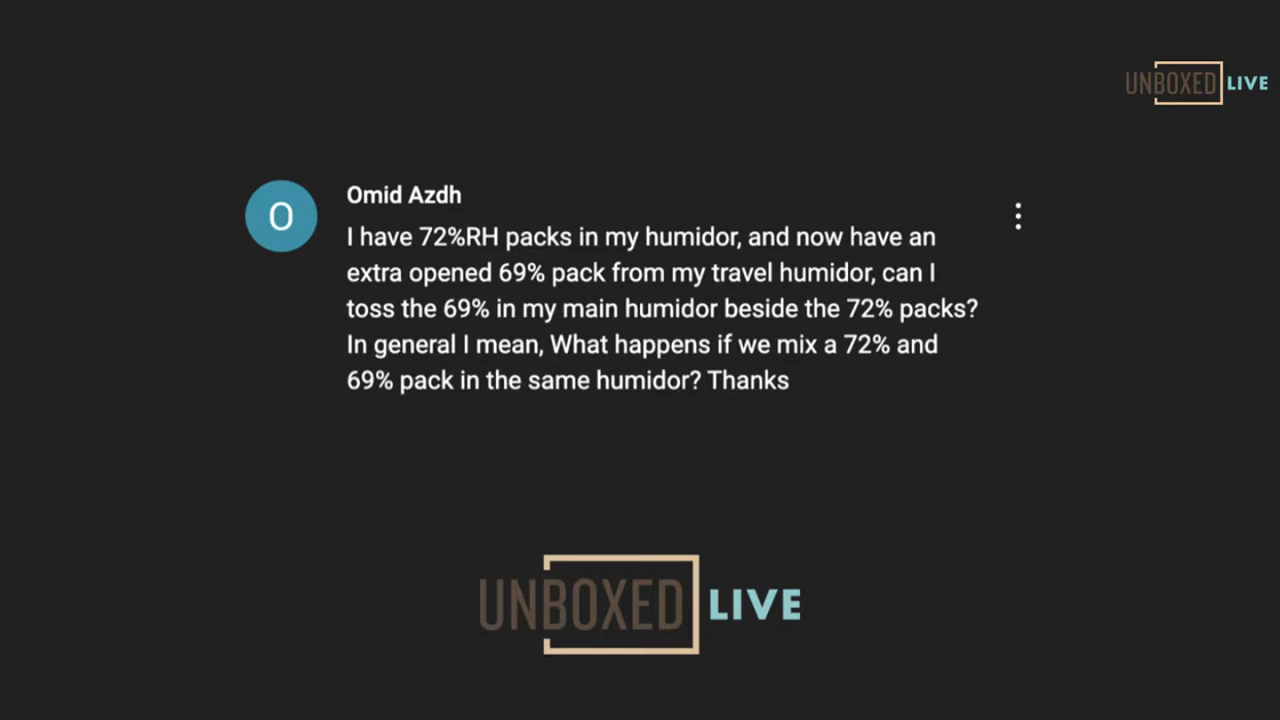 UNBOXED LIVE
Omid Azdh
O
I have 72%RH packs in my humidor, and now have an
extra opened 69% pack from my travel humidor, can I
toss the 69% in my main humidor beside the 72% packs?
In general I mean, What happens if we mix a 72% and
69% pack in the same humidor? Thanks
UNBOXED LIVE